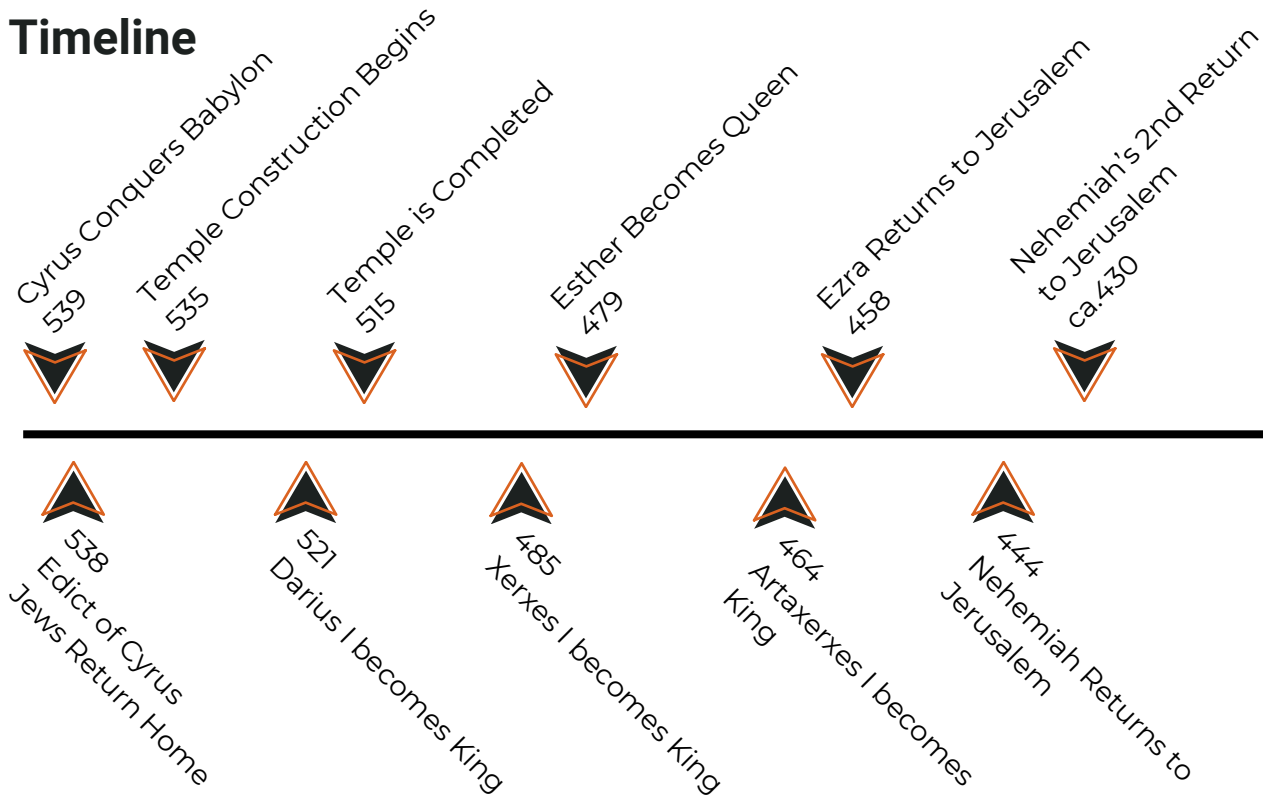 Timeline
Cyrus Conquers Babylon
539
Temple Construction Begins
535
Temple is Completed
515
Esther Becomes Queen
479
Ezra Returns to Jerusalem
458
Nehemiah's 2nd Return
to Jerusalem
ca.430
538
Edict of Cyrus
Jews Return Home
521
Darius I becomes King
485
Xerxes I becomes King
464
Artaxerxes I becomes
King
444
Nehemiah Returns to
Jerusalem